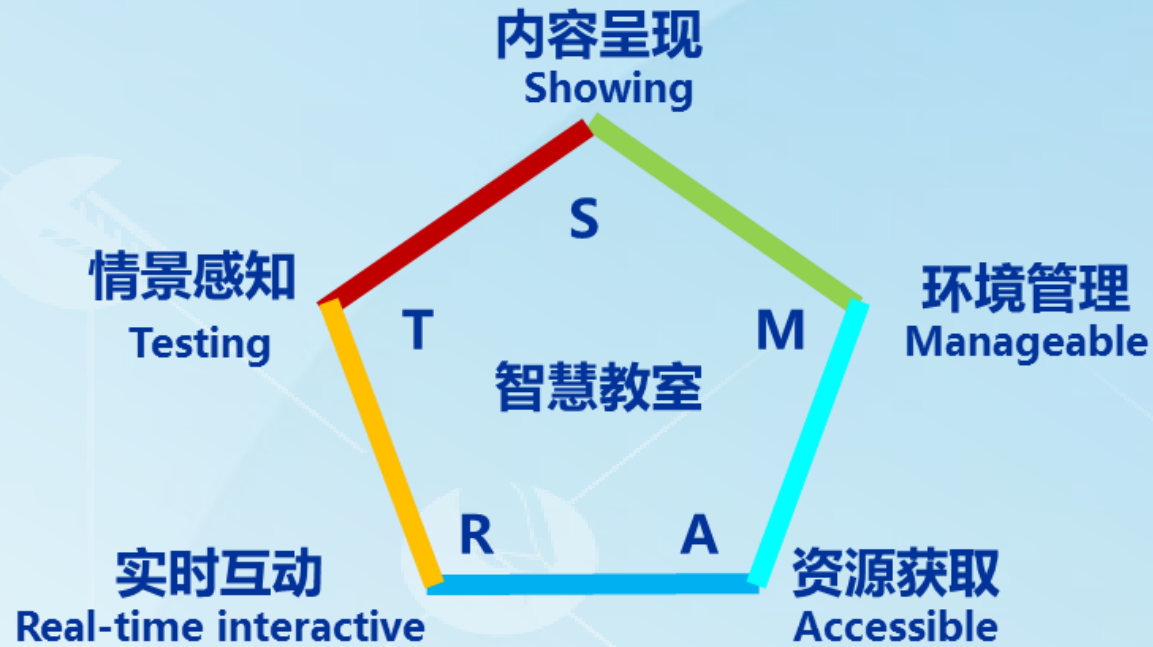 内容呈现
Showing
S
情景感知
Testing
T
M
环境管理
Manageable
智慧教室
R
A
实时互动
Real-time interactive
资源获取
Accessible